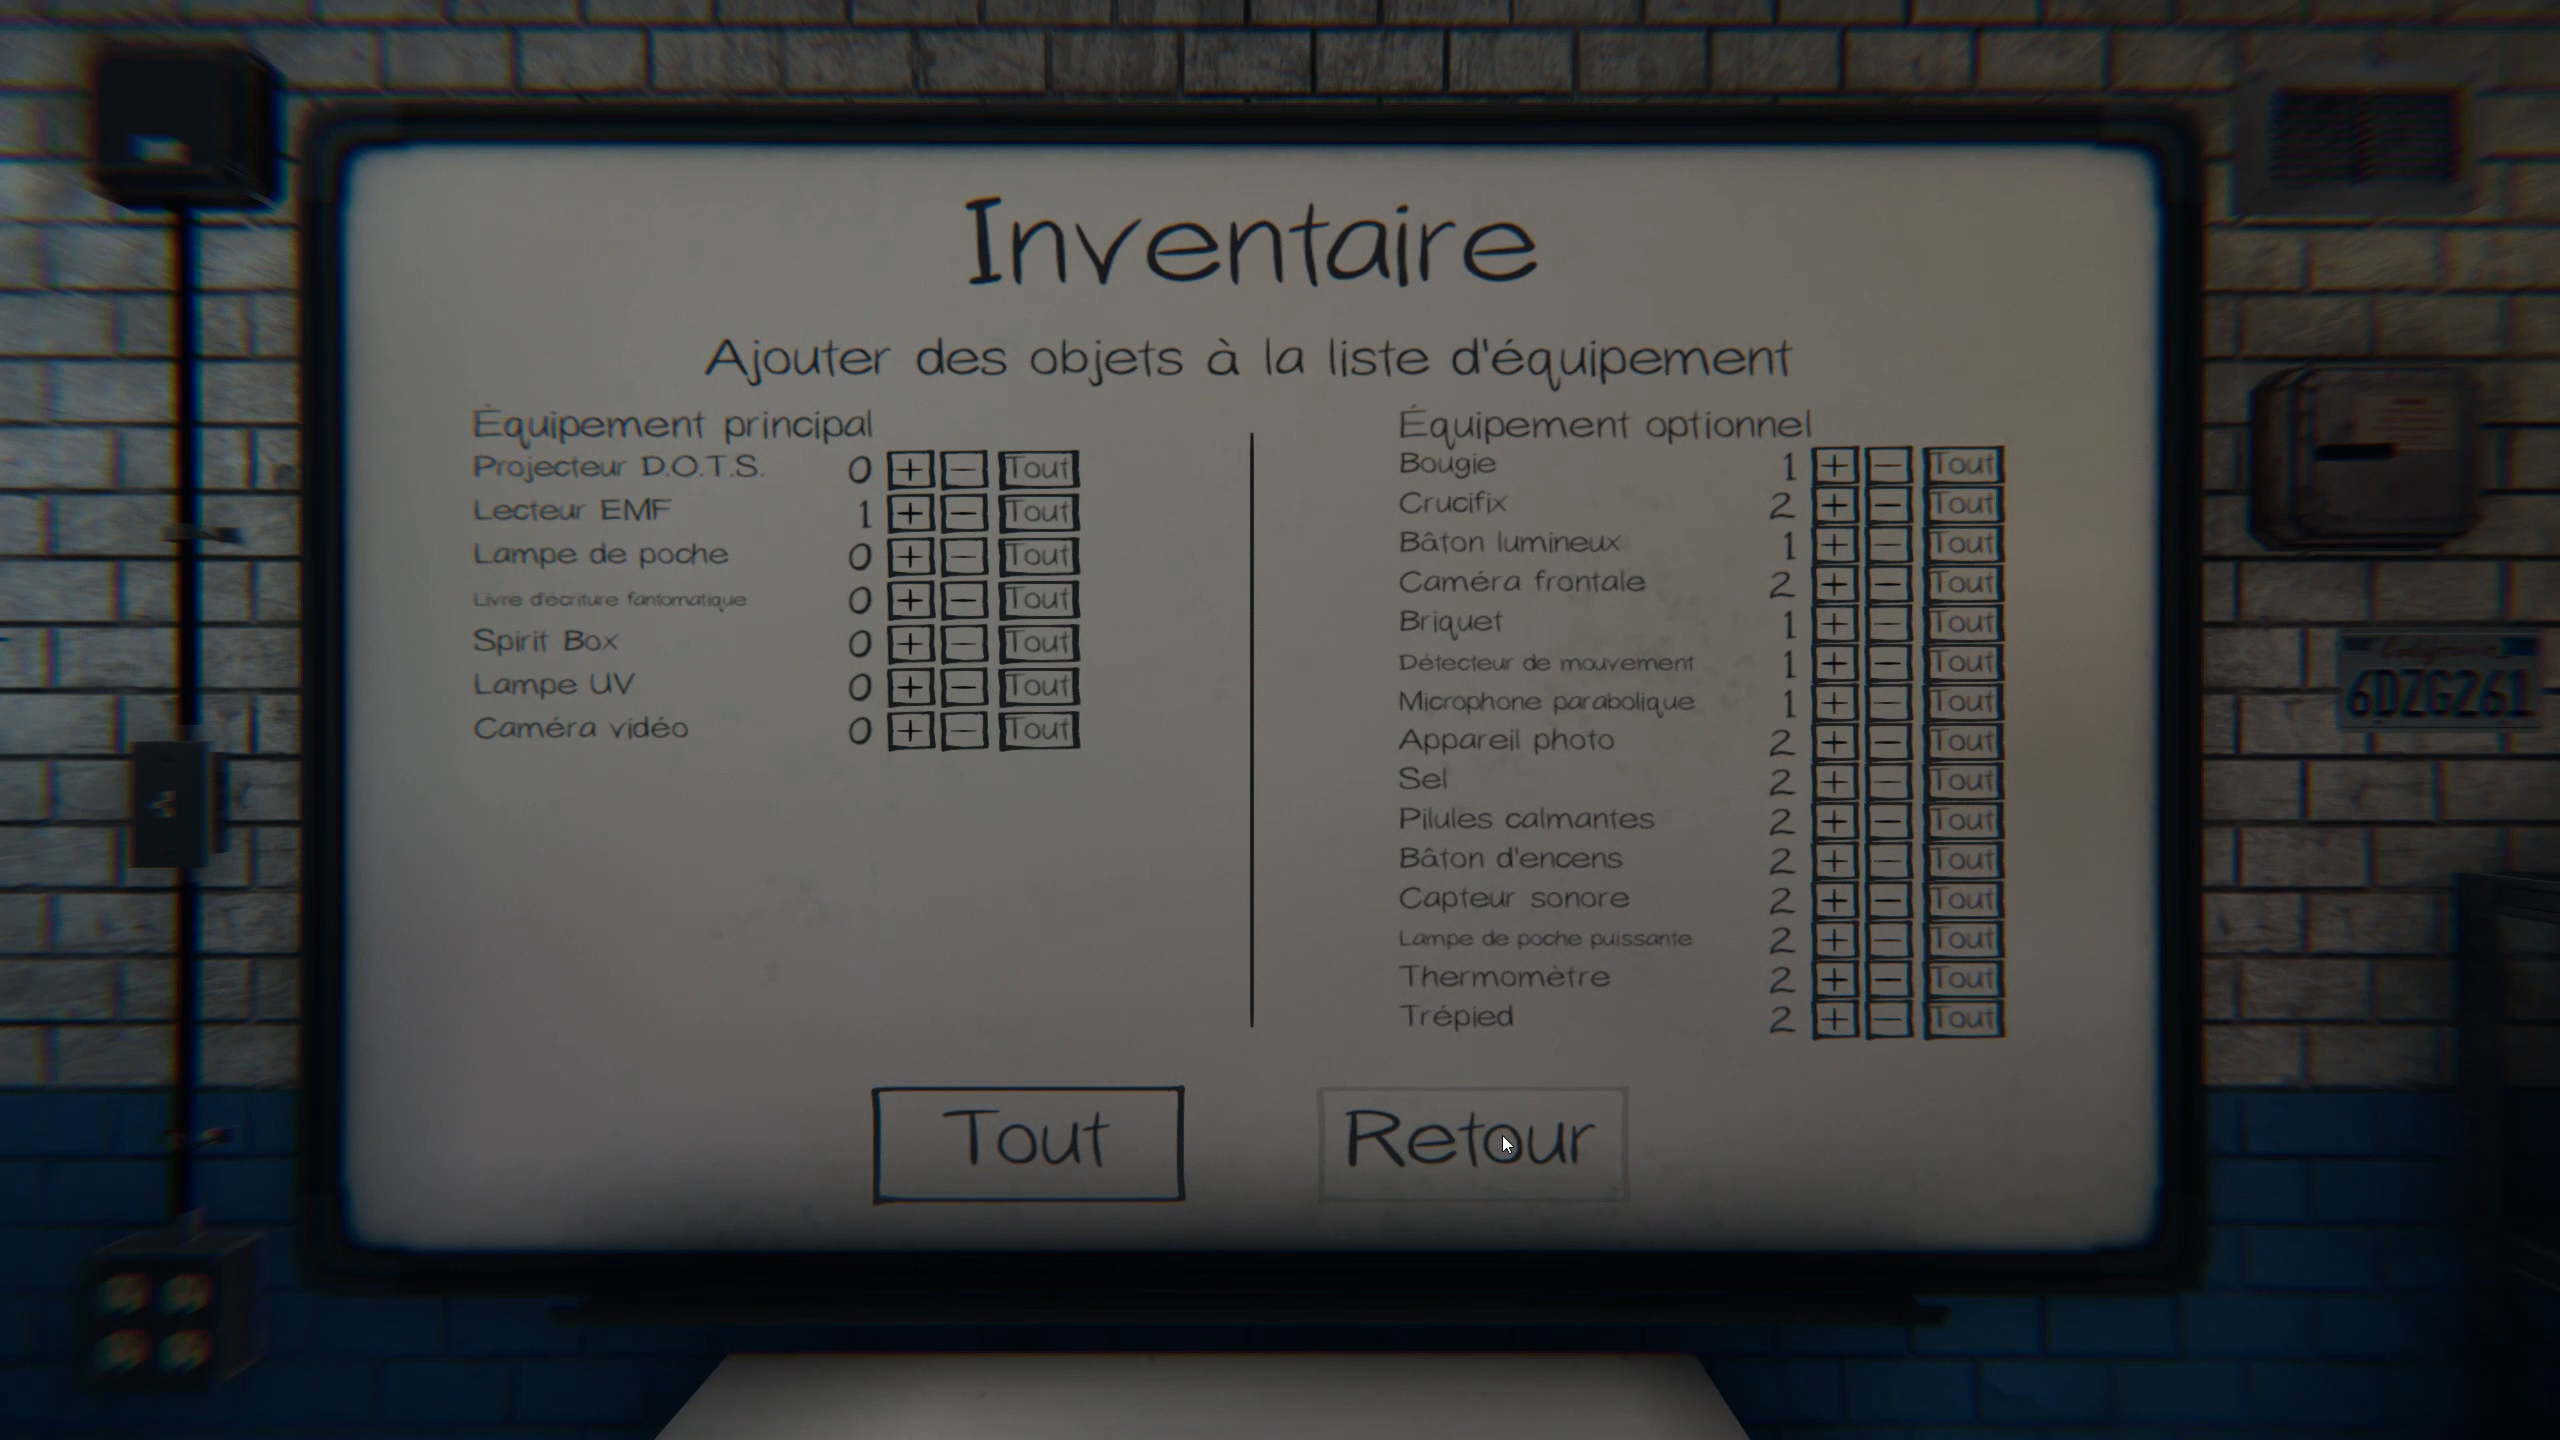 Inventaire
Ajouter des objets à la liste d'équipement
Équipement principal
Projecteur D.O.T.S. 0 + - Tout
Lecteur EMF 1 + - Tout
Lampe de poche 0 + - Tout
Livre d'écriture fantomatique 0 + - Tout
Spirit Box 0 + - Tout
Lampe UV 0 + - Tout
Caméra vidéo 0 + - Tout
Équipement optionnel
Bougie 1 + - Tout
Crucifix 2 + - Tout
Bâton lumineux 1 + - Tout
Caméra frontale 2 + - Tout
Briquet 1 + - Tout
Détecteur de mouvement 1 + - Tout
Microphone parabolique 1 + - Tout
Appareil photo 2 + - Tout
Sel 2 + - Tout
Pilules calmantes 2 + - Tout
Bâton d'encens 2 + - Tout
Capteur sonore 2 + - Tout
Lampe de poche puissante 2 + - Tout
Thermomètre 2 + - Tout
Trépied 2 + - Tout
Tout
Retour
6DZG261